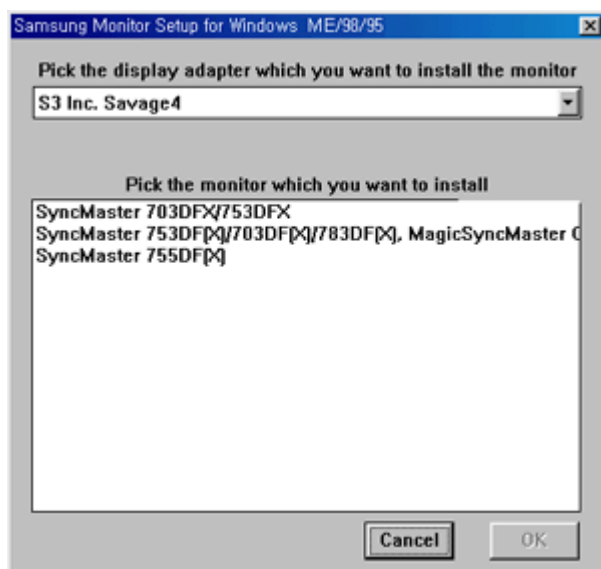 Samsung Monitor Setup for Windows ME/98/95
Pick the display adapter which you want to install the monitor
S3 Inc. Savage4
Pick the monitor which you want to install
SyncMaster 703DFX/753DFX
SyncMaster 753DF(X)/703DF(X)/783DF(X), MagicSyncMaster
SyncMaster 755DF(X)
Cancel OK